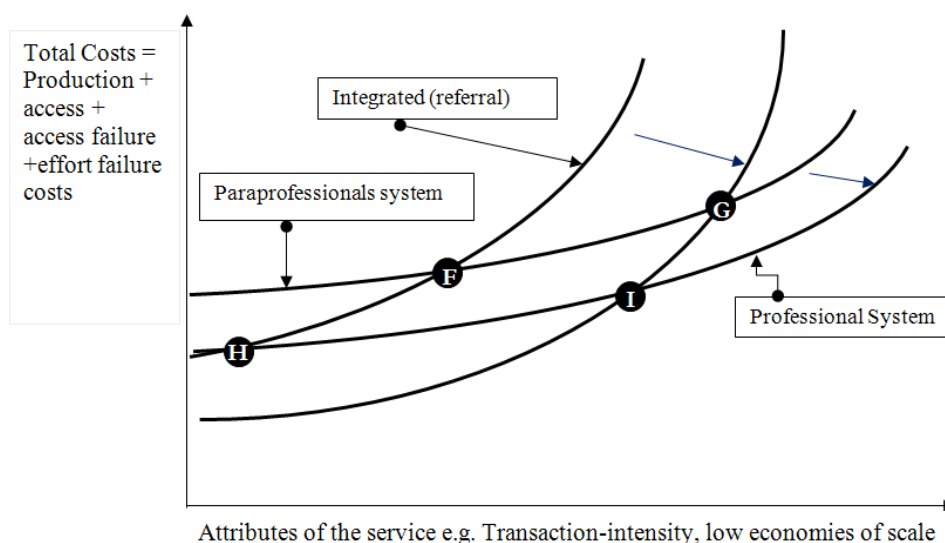 Total Costs =
Production +
access +
access failure
+effort failure
costs
Integrated (referral)
Paraprofessionals system
G
F
I
Professional System
H
Attributes of the service e.g. Transaction-intensity, low economies of scale